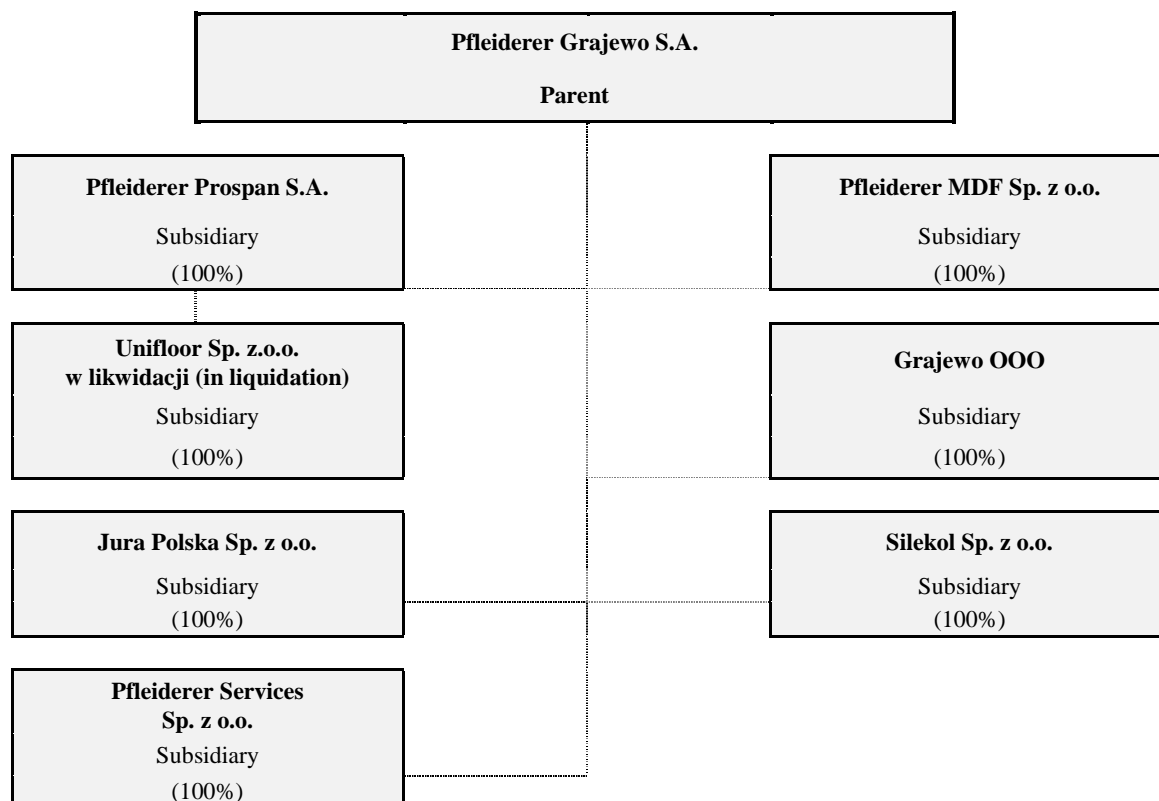 Pfleiderer Grajewo S.A.
Parent
Pfleiderer Prospan S.A.
Subsidiary
(100%)
Pfleiderer MDF Sp. z o.o.
Subsidiary
(100%)
Unifloor Sp. z.o.o.
w likwidacji (in liquidation)
Subsidiary
(100%)
Grajewo OOO
Subsidiary
(100%)
Jura Polska Sp. z o.o.
Subsidiary
(100%)
Silekol Sp. z o.o.
Subsidiary
(100%)
Pfleiderer Services
Sp. z o.o.
Subsidiary
(100%)